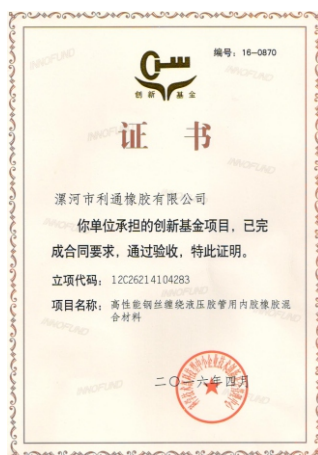 编号：16-0870
创新基金
证书
漯河市利通橡胶有限公司
你单位承担的创新基金项目，已完
成合同要求，通过验收，特此证明。
立项代码：12C26214104283
项目名称：高性能钢丝缠绕液压胶管用内胶橡胶混
合材料
二〇一六年四月
INNOFUND